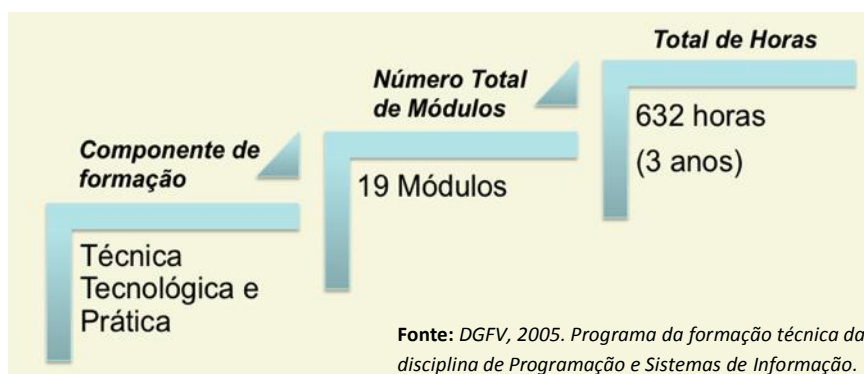 Componente de
formação
Técnica
Tecnológica e
Prática
Número Total
de Módulos
19 Módulos
Total de Horas
632 horas
(3 anos)
Fonte: DGFV, 2005. Programa da formação técnica da
disciplina de Programação e Sistemas de Informação.